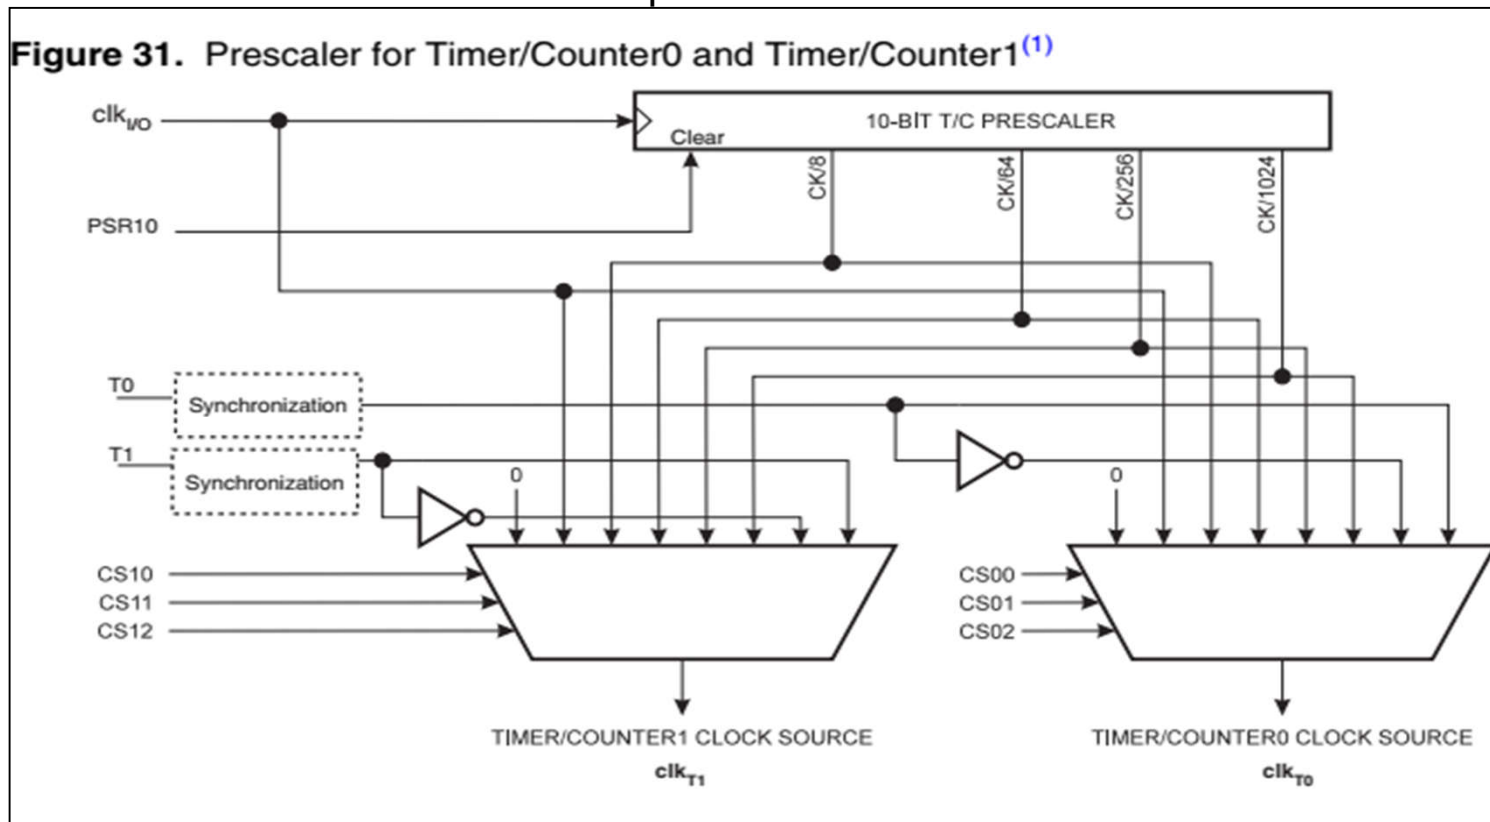 Figure 31. Prescaler for Timer/Counter0 and Timer/Counter1(1)
clkI/O
10-BİT T/C PRESCALER
Clear
CK/8
CK/64
CK/256
CK/1024
PSR10
T0
Synchronization
T1
Synchronization
0
0
CS10
CS11
CS12
CS00
CS01
CS02
TIMER/COUNTER1 CLOCK SOURCE
clkT1
TIMER/COUNTER0 CLOCK SOURCE
clkT0